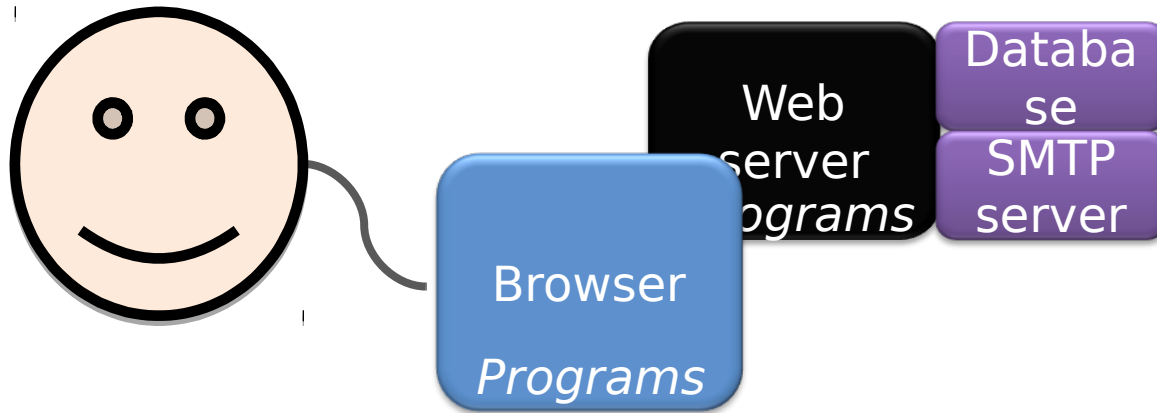 Web
server
ograms
Databa
se
SMTP
server
Browser
Programs